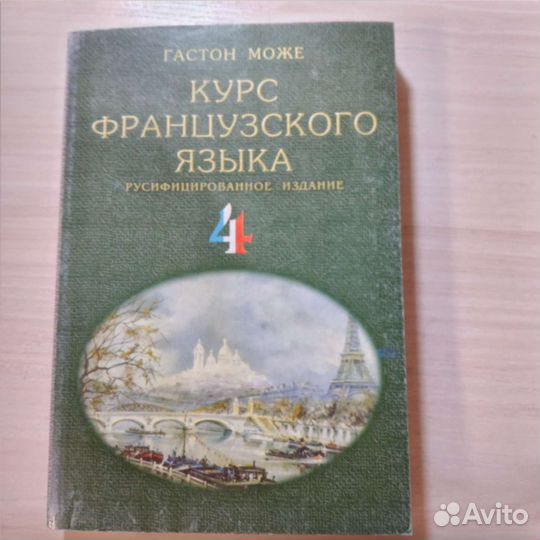 ГАСТОН МОЖЕ
КУРС
ФРАНЦУЗСКОГО
ЯЗЫКА
РУСИФИЦИРОВАННОЕ ИЗДАНИЕ
4
Avito